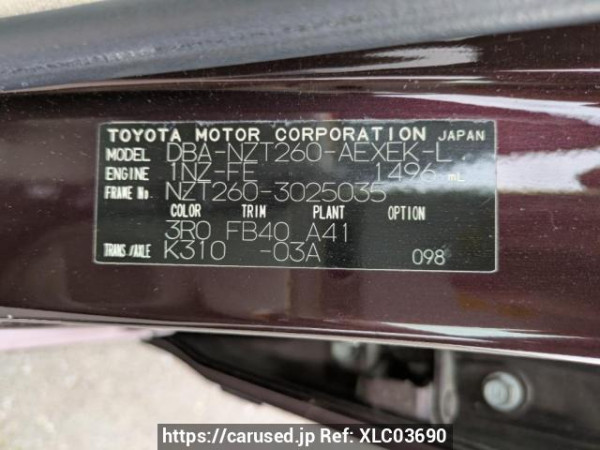 TOYOTA MOTOR CORPORATION JAPAN
MODEL DBA-NZT260-AEXEK-L
ENGINE 1NZ-FE 1496 mL
FRAME No. NZT260-3025035
COLOR TRIM PLANT OPTION
3R0 FB40 A41
TRANS/AXLE K310 -03A 098
https://carused.jp Ref: XLC03690